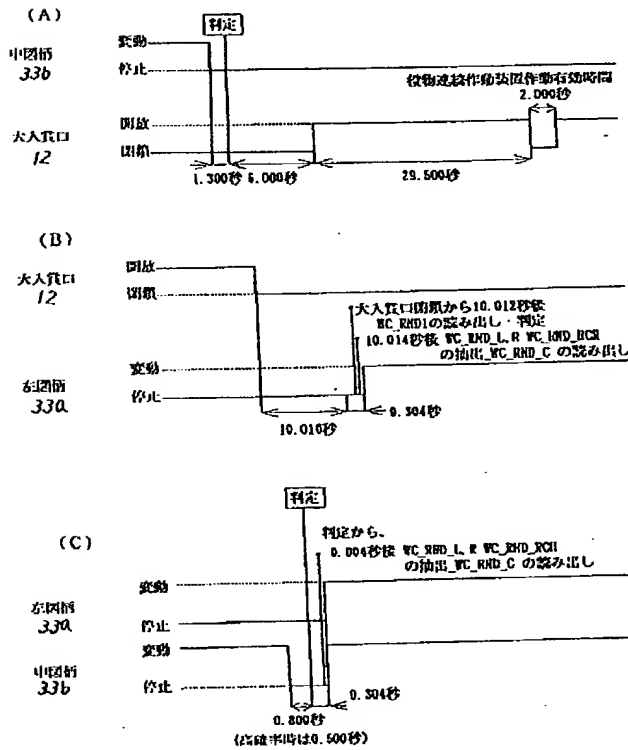 (A)
判定
中図柄
33b
変動
停止
役物連続作動装置作動有効時間
2.000秒
大入賞口
12
開放
閉鎖
1.300秒 6.000秒
29.500秒
(B)
大入賞口
12
開放
閉鎖
大入賞口閉鎖から10.012秒後
WC_RND1の読み出し・判定
10.014秒後 WC_RND_L,R WC_RND_RCH
の抽出_WC_RND_C の読み出し
左図柄
33a
変動
停止
10.010秒
0.304秒
判定
(C)
判定から、
0.004秒後 WC_RND_L,R WC_RND_RCH
の抽出_WC_RND_C の読み出し
左図柄
33a
変動
停止
中図柄
33b
変動
停止
0.304秒
0.800秒
(高確率時は0.500秒)